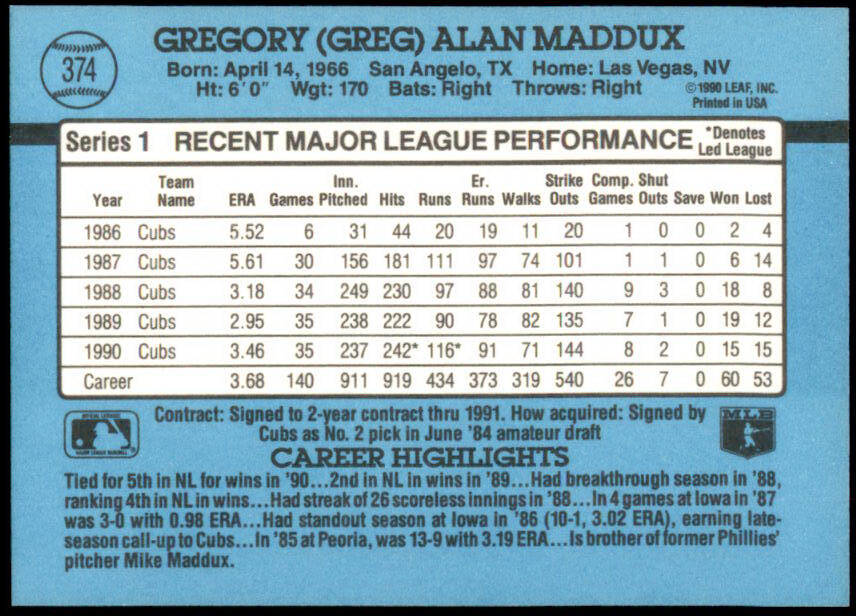 374
GREGORY (GREG) ALAN MADDUX
Born: April 14, 1966 San Angelo, TX Home: Las Vegas, NV
Ht: 6'0" Wgt: 170 Bats: Right Throws: Right
©1990 LEAF, INC.
Printed in USA
Series 1 RECENT MAJOR LEAGUE PERFORMANCE
*Denotes
Led League
Year Team Name ERA Games Inn. Pitched Hits Runs Er. Runs Walks Strike Outs Comp. Games Shut Outs Save Won Lost
1986 Cubs 5.52 6 31 44 20 19 11 20 1 0 0 2 4
1987 Cubs 5.61 30 156 181 111 97 74 101 1 1 0 6 14
1988 Cubs 3.18 34 249 230 97 88 81 140 9 3 0 18 8
1989 Cubs 2.95 35 238 222 90 78 82 135 7 1 0 19 12
1990 Cubs 3.46 35 237 242* 116* 91 71 144 8 2 0 15 15
Career 3.68 140 911 919 434 373 319 540 26 7 0 60 53
Contract: Signed to 2-year contract thru 1991. How acquired: Signed by
Cubs as No. 2 pick in June '84 amateur draft
MLB
CAREER HIGHLIGHTS
Tied for 5th in NL for wins in '90...2nd in NL in wins in '89...Had breakthrough season in '88,
ranking 4th in NL in wins...Had streak of 26 scoreless innings in '88...In 4 games at Iowa in '87
was 3-0 with 0.98 ERA...Had standout season at Iowa in '86 (10-1, 3.02 ERA), earning late-
season call-up to Cubs...In '85 at Peoria, was 13-9 with 3.19 ERA...Is brother of former Phillies'
pitcher Mike Maddux.